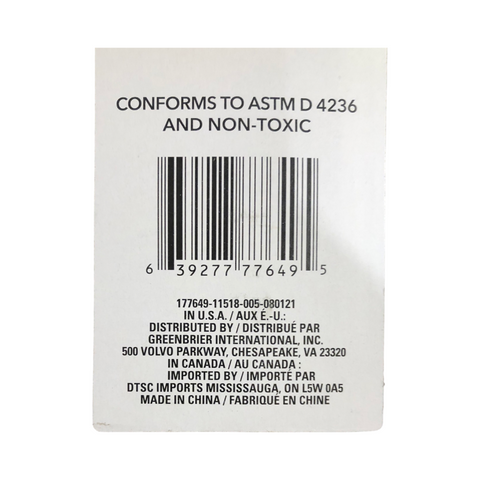 CONFORMS TO ASTM D 4236
AND NON-TOXIC
6 39277 77649 5
177649-11518-005-080121
IN U.S.A. / AUX É.-U.:
DISTRIBUTED BY / DISTRIBUÉ PAR
GREENBRIER INTERNATIONAL, INC.
500 VOLVO PARKWAY, CHESAPEAKE, VA 23320
IN CANADA / AU CANADA :
IMPORTED BY / IMPORTÉ PAR
DTSC IMPORTS MISSISSAUGA, ON L5W 0A5
MADE IN CHINA / FABRIQUÉ EN CHINE